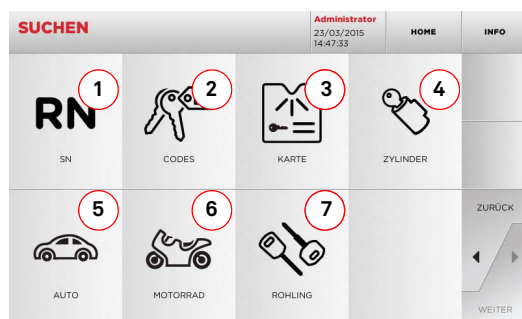 SUCHEN
Administrator
23/03/2015
14:47:33
HOME
INFO
1
2
3
4
RN
SN
CODES
KARTE
ZYLINDER
5
6
7
AUTO
MOTORRAD
ROHLING
ZURÜCK
WEITER